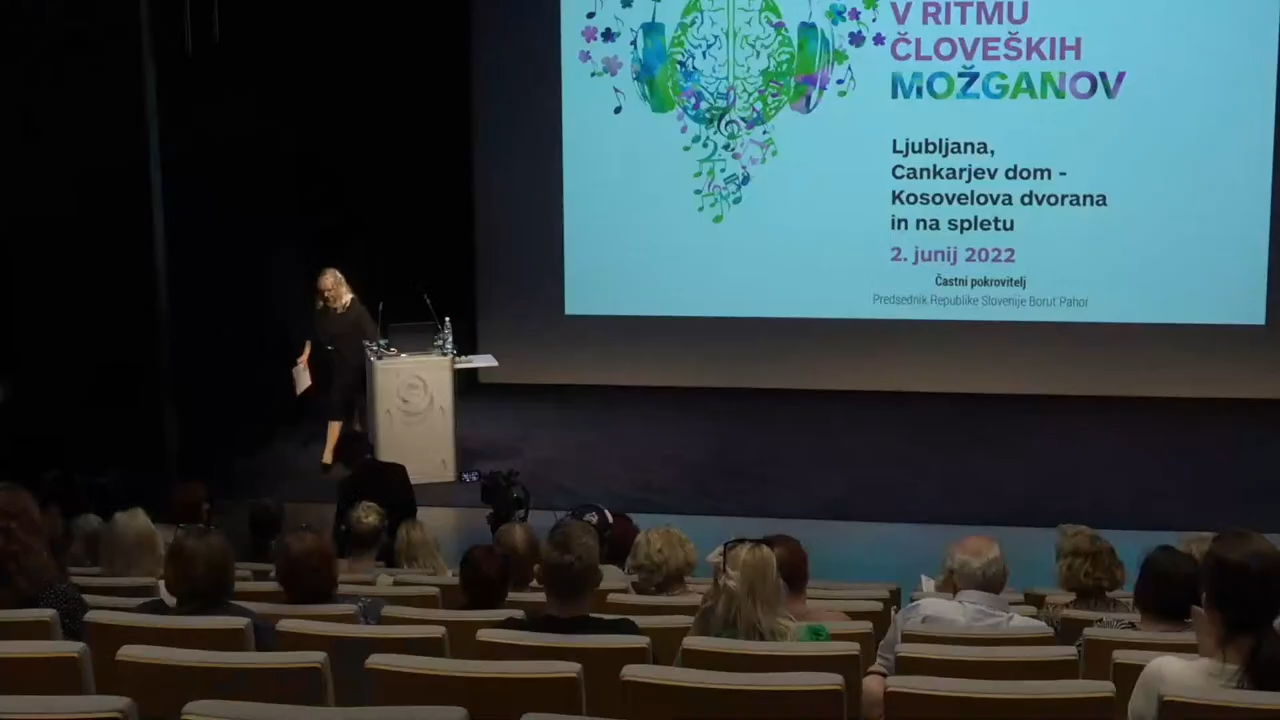 V RITMU
ČLOVEŠKIH
MOŽGANOV
Ljubljana,
Cankarjev dom -
Kosovelova dvorana
in na spletu
2. junij 2022
Častni pokrovitelj
Predsednik Republike Slovenije Borut Pahor